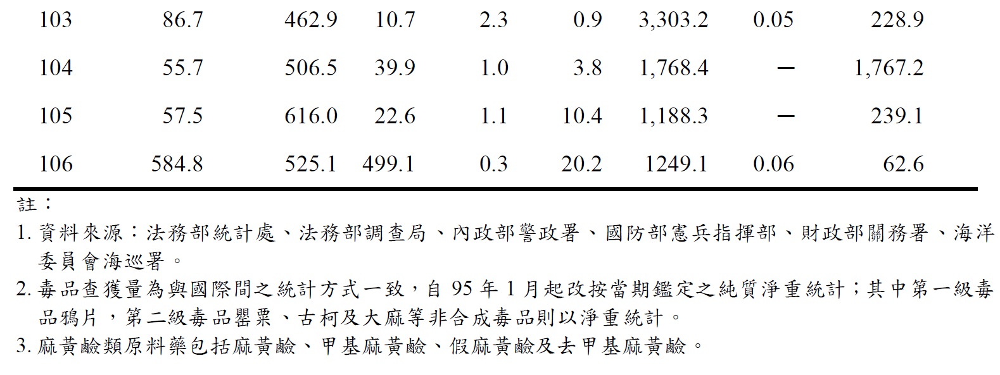 103 86.7 462.9 10.7 2.3 0.9 3,303.2 0.05 228.9
104 55.7 506.5 39.9 1.0 3.8 1,768.4 — 1,767.2
105 57.5 616.0 22.6 1.1 10.4 1,188.3 — 239.1
106 584.8 525.1 499.1 0.3 20.2 1249.1 0.06 62.6
註：
1. 資料來源：法務部統計處、法務部調查局、內政部警政署、國防部憲兵指揮部、財政部關務署、海洋
委員會海巡署。
2. 毒品查獲量為與國際間之統計方式一致，自 95 年 1 月起改按當期鑑定之純質淨重統計；其中第一級毒
品鴉片，第二級毒品罌粟、古柯及大麻等非合成毒品則以淨重統計。
3. 麻黃鹼類原料藥包括麻黃鹼、甲基麻黃鹼、假麻黃鹼及去甲基麻黃鹼。